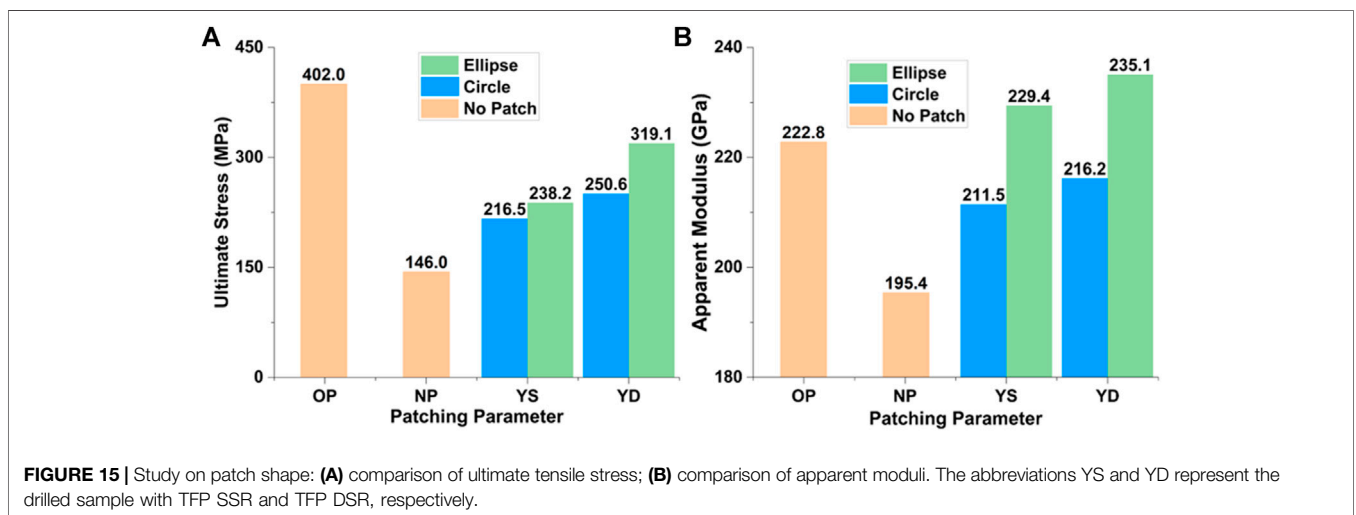 A
Ultimate Stress (MPa)
450
300
150
0
Ellipse
Circle
No Patch
402.0
146.0
216.5
238.2
250.6
319.1
OP
NP
YS
YD
Patching Parameter
B
Apparent Modulus (GPa)
240
220
200
180
Ellipse
Circle
No Patch
222.8
195.4
211.5
229.4
216.2
235.1
OP
NP
YS
YD
Patching Parameter
FIGURE 15 | Study on patch shape: (A) comparison of ultimate tensile stress; (B) comparison of apparent moduli. The abbreviations YS and YD represent the
drilled sample with TFP SSR and TFP DSR, respectively.